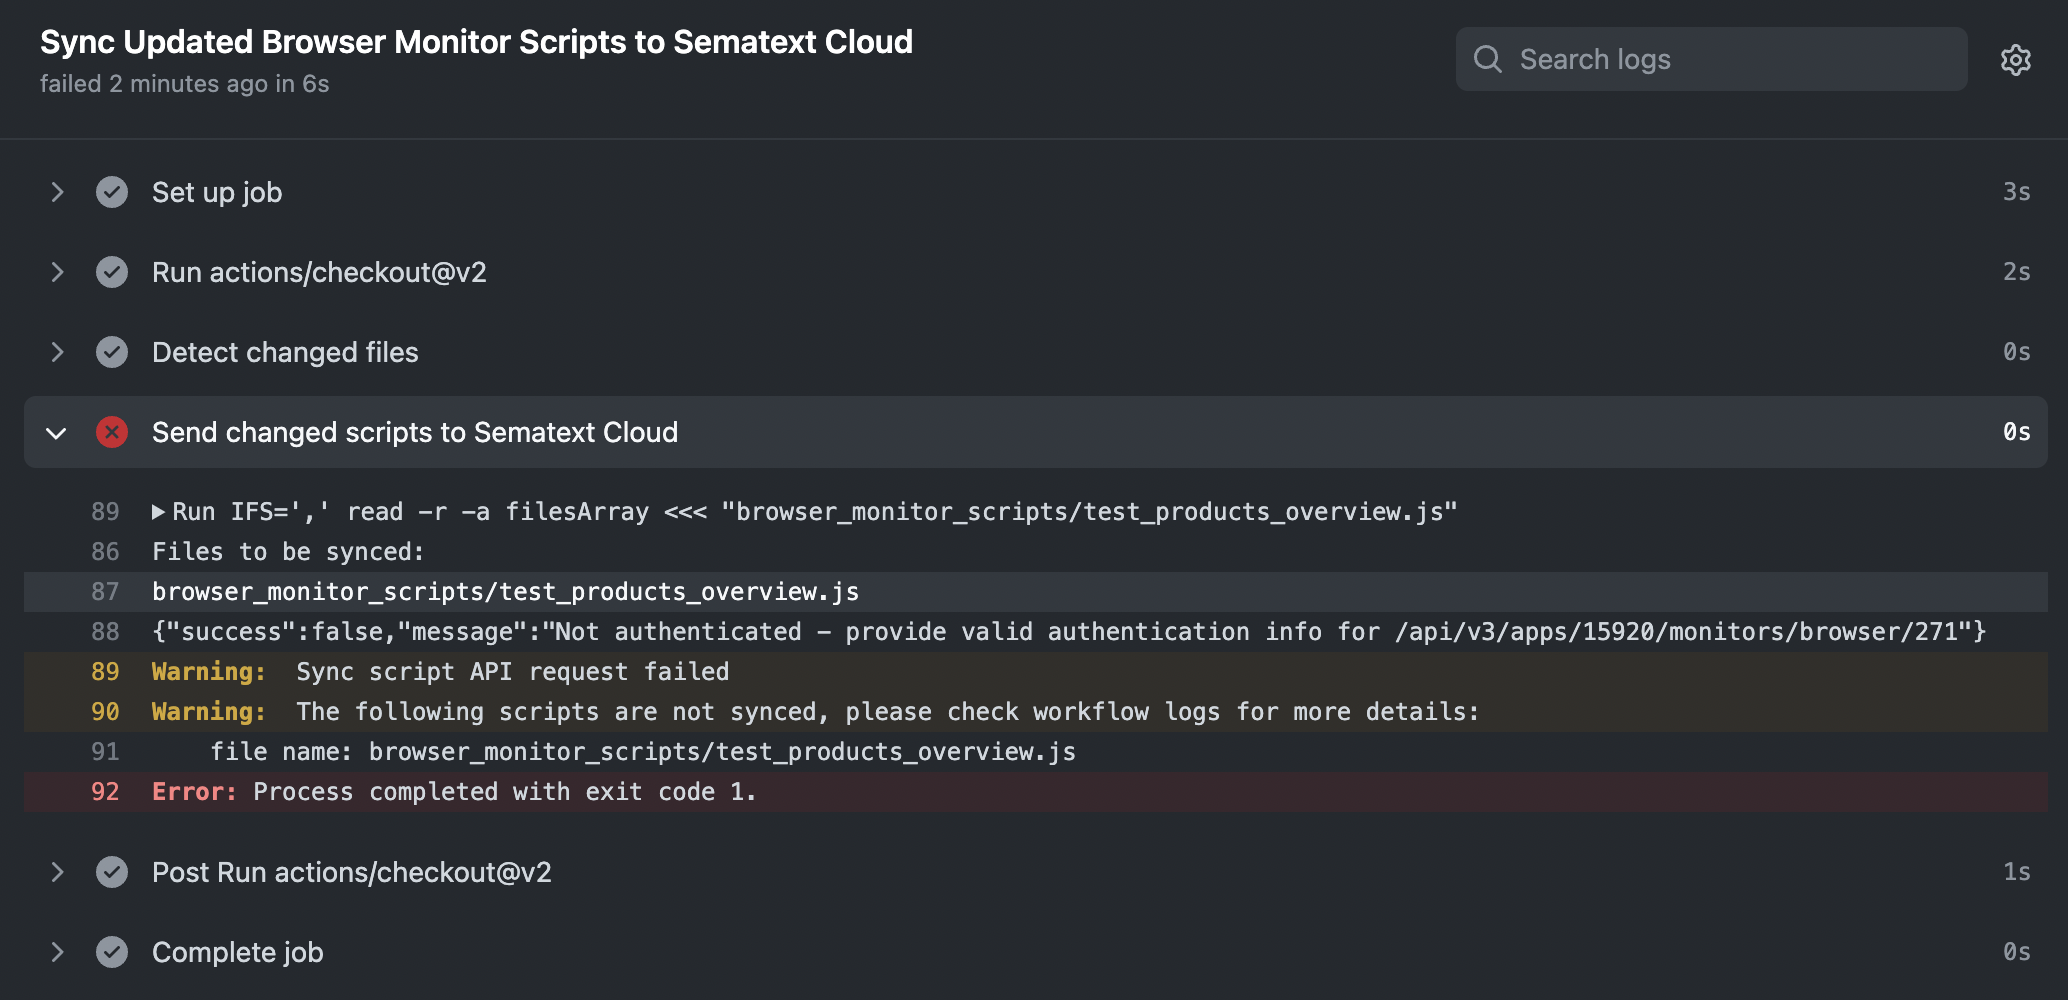 Sync Updated Browser Monitor Scripts to Sematext Cloud
failed 2 minutes ago in 6s
Search logs
Set up job 3s
Run actions/checkout@v2 2s
Detect changed files 0s
Send changed scripts to Sematext Cloud 0s
89 ▶Run IFS=',' read -r -a filesArray <<< "browser_monitor_scripts/test_products_overview.js"
86 Files to be synced:
87 browser_monitor_scripts/test_products_overview.js
88 {"success":false,"message":"Not authenticated - provide valid authentication info for /api/v3/apps/15920/monitors/browser/271"}
89 Warning: Sync script API request failed
90 Warning: The following scripts are not synced, please check workflow logs for more details:
91 file name: browser_monitor_scripts/test_products_overview.js
92 Error: Process completed with exit code 1.
Post Run actions/checkout@v2 1s
Complete job 0s